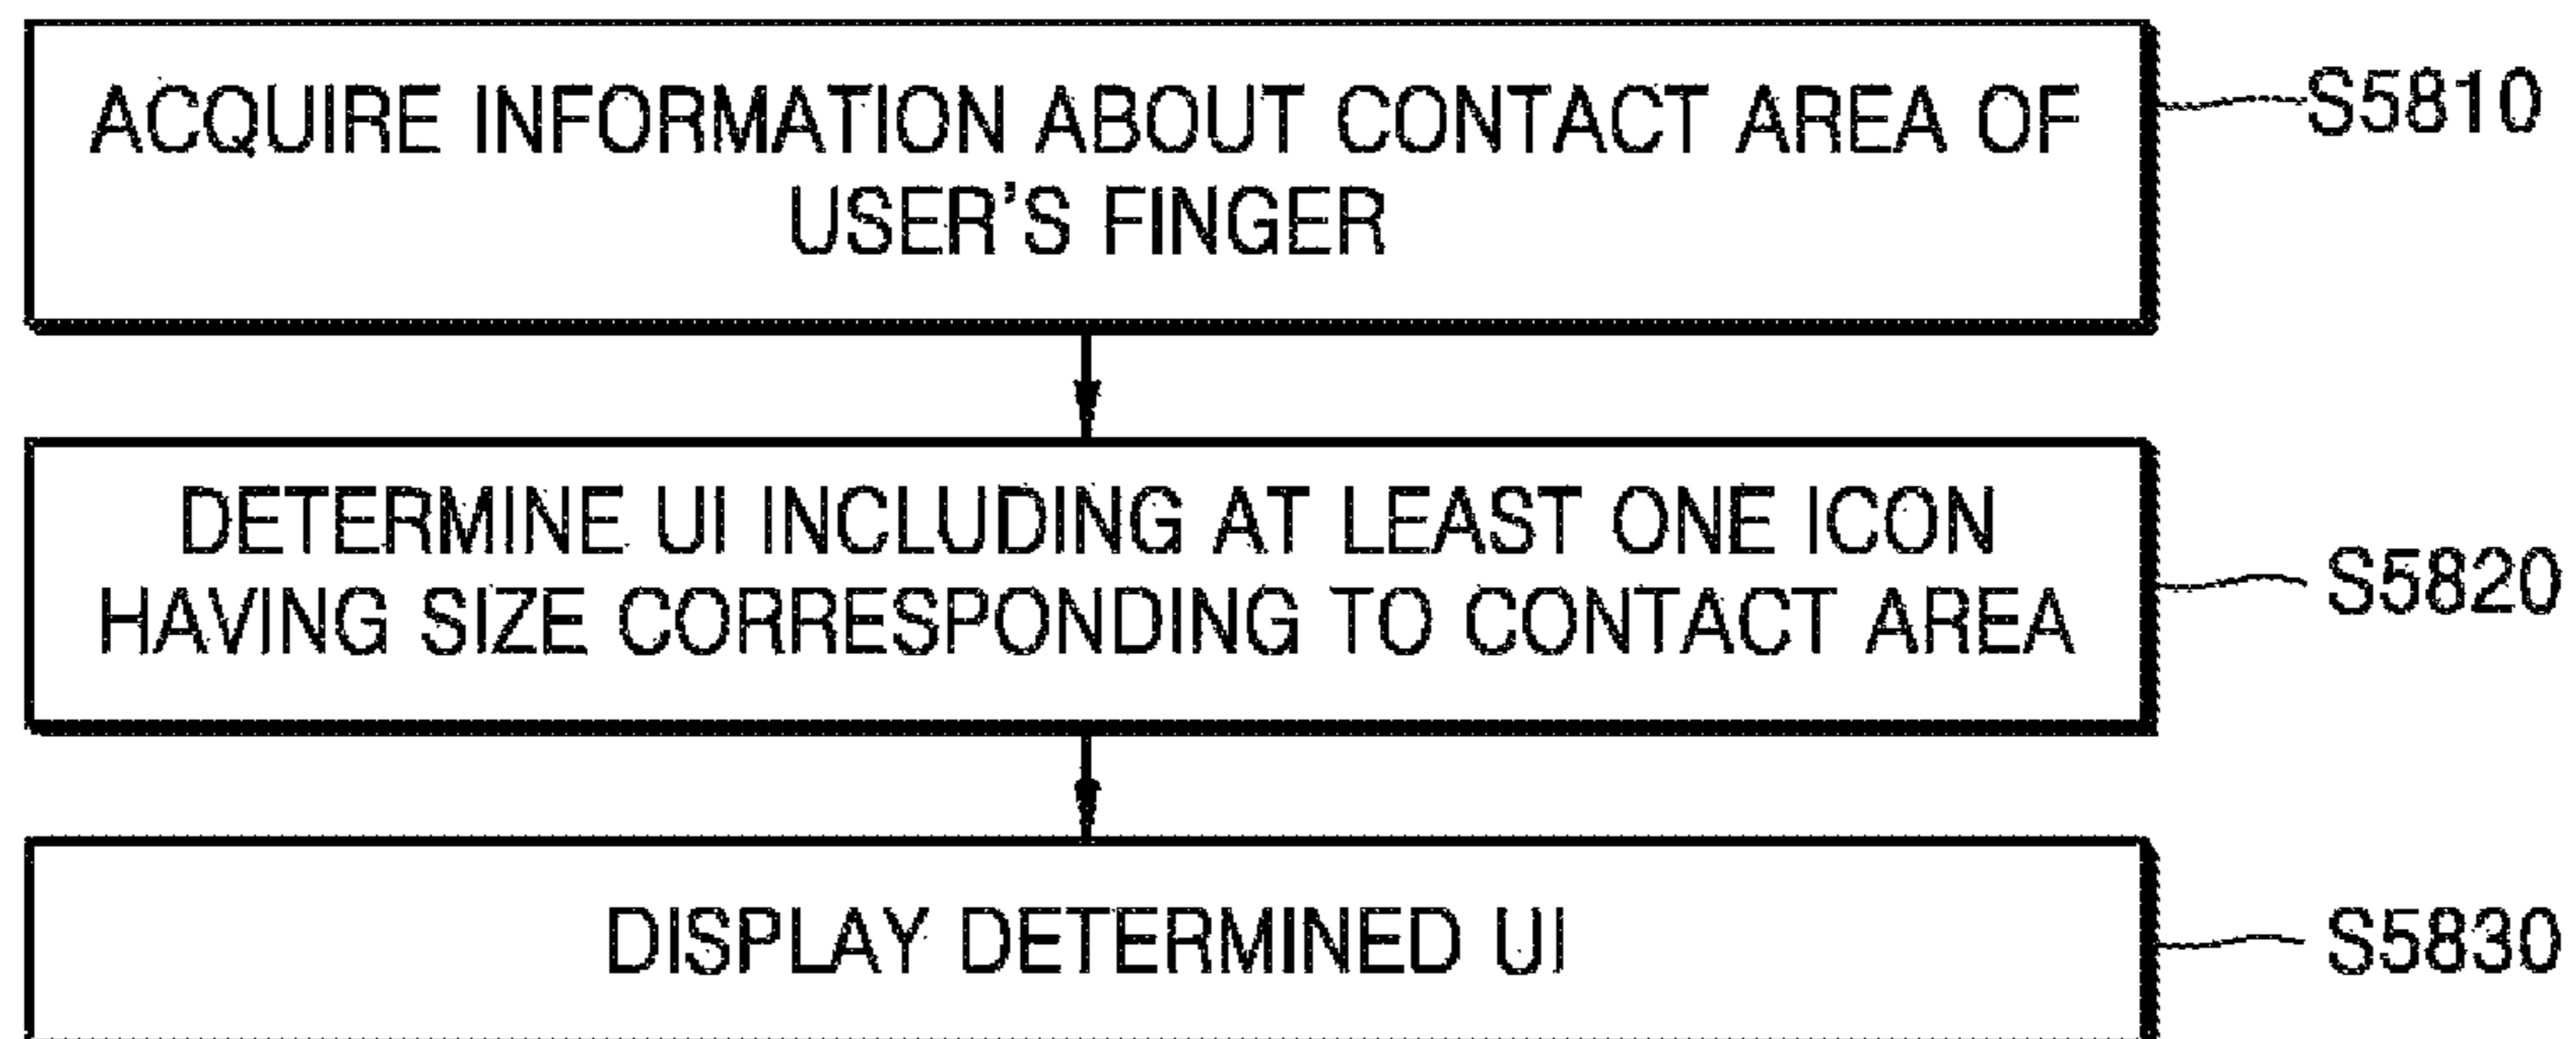 ACQUIRE INFORMATION ABOUT CONTACT AREA OF
USER'S FINGER
S5810
DETERMINE UI INCLUDING AT LEAST ONE ICON
HAVING SIZE CORRESPONDING TO CONTACT AREA
S5820
DISPLAY DETERMINED UI
S5830